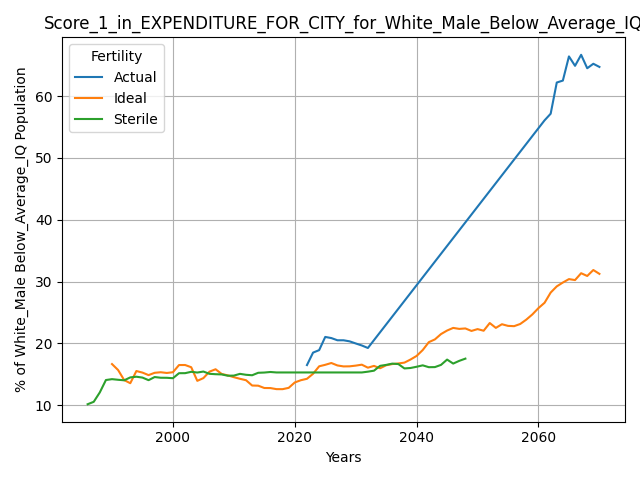 Score_1_in_EXPENDITURE_FOR_CITY_for_White_Male_Below_Average_IQ
Fertility
Actual
Ideal
Sterile
% of White_Male Below_Average_IQ Population
60
50
40
30
20
10
2000 2020 2040 2060
Years